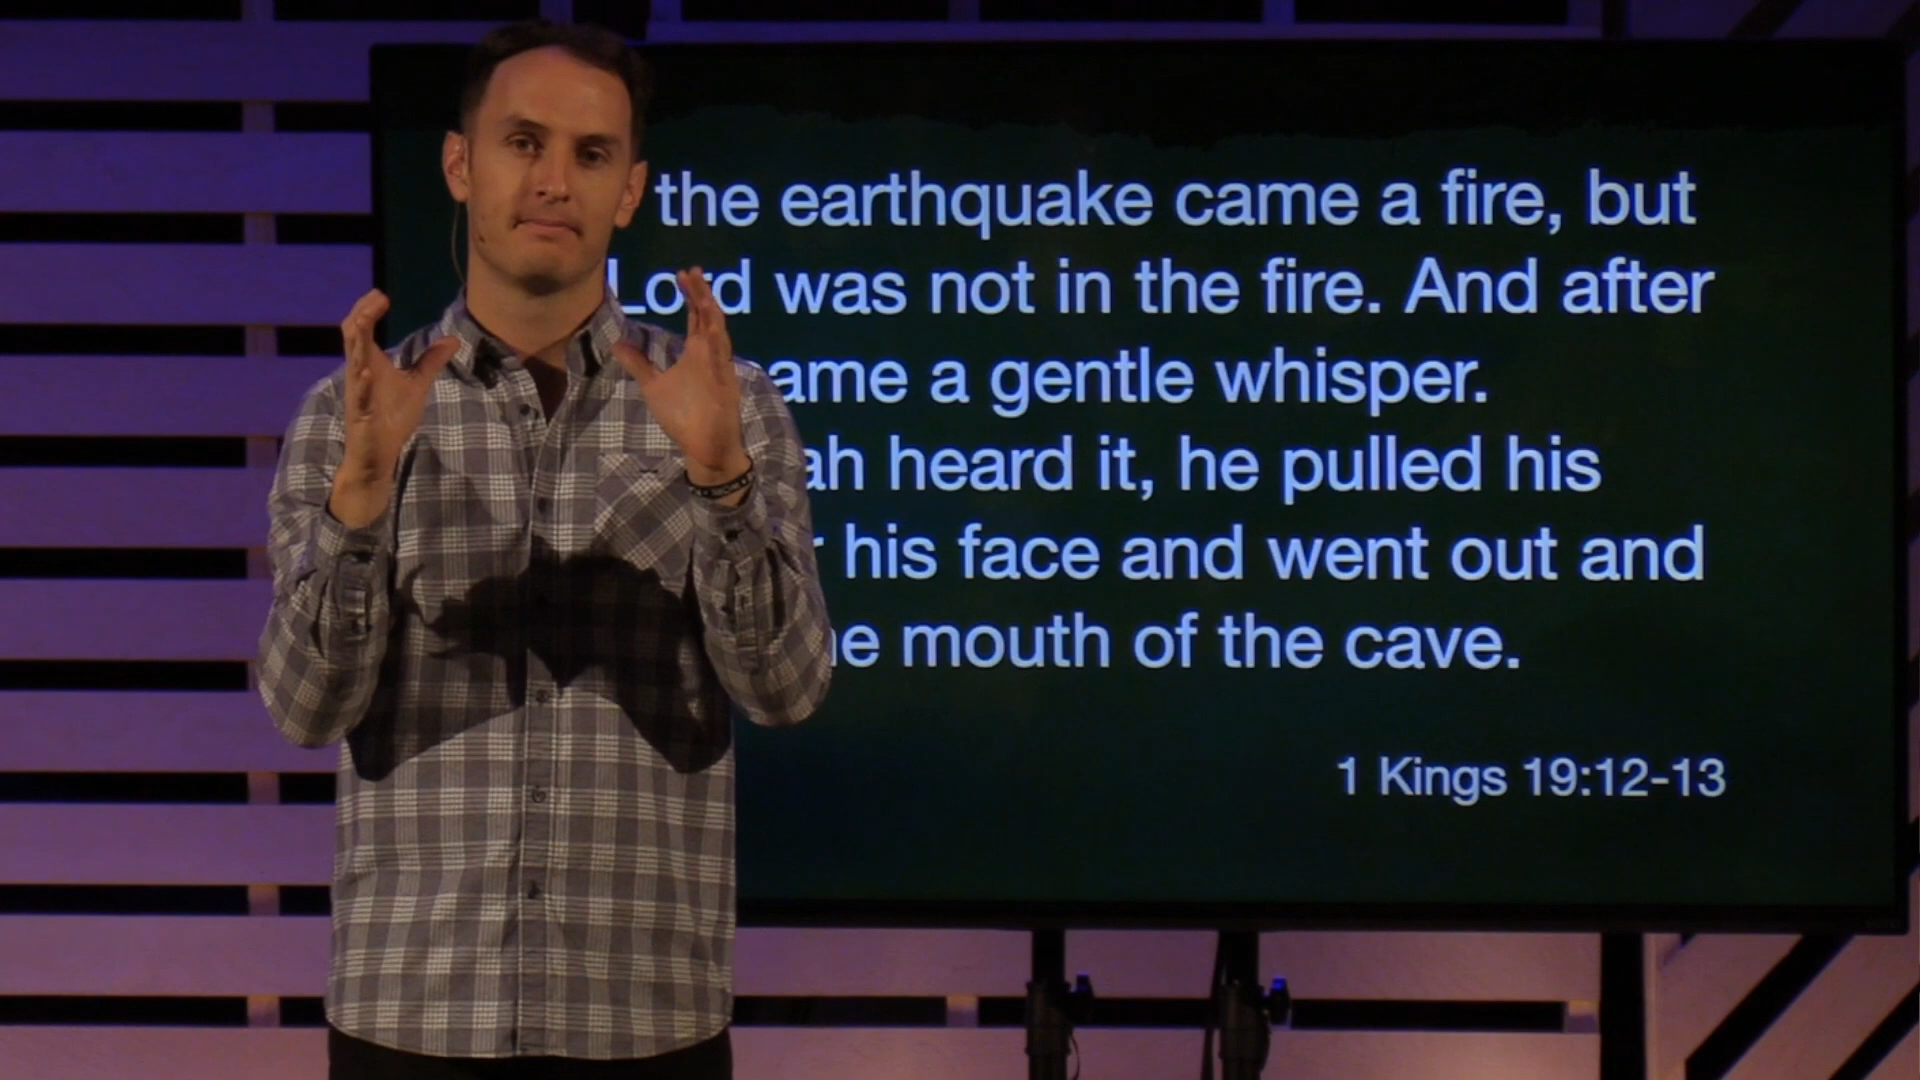 the earthquake came a fire, but
Lord was not in the fire. And after
ame a gentle whisper.
ah heard it, he pulled his
r his face and went out and
he mouth of the cave.
1 Kings 19:12-13